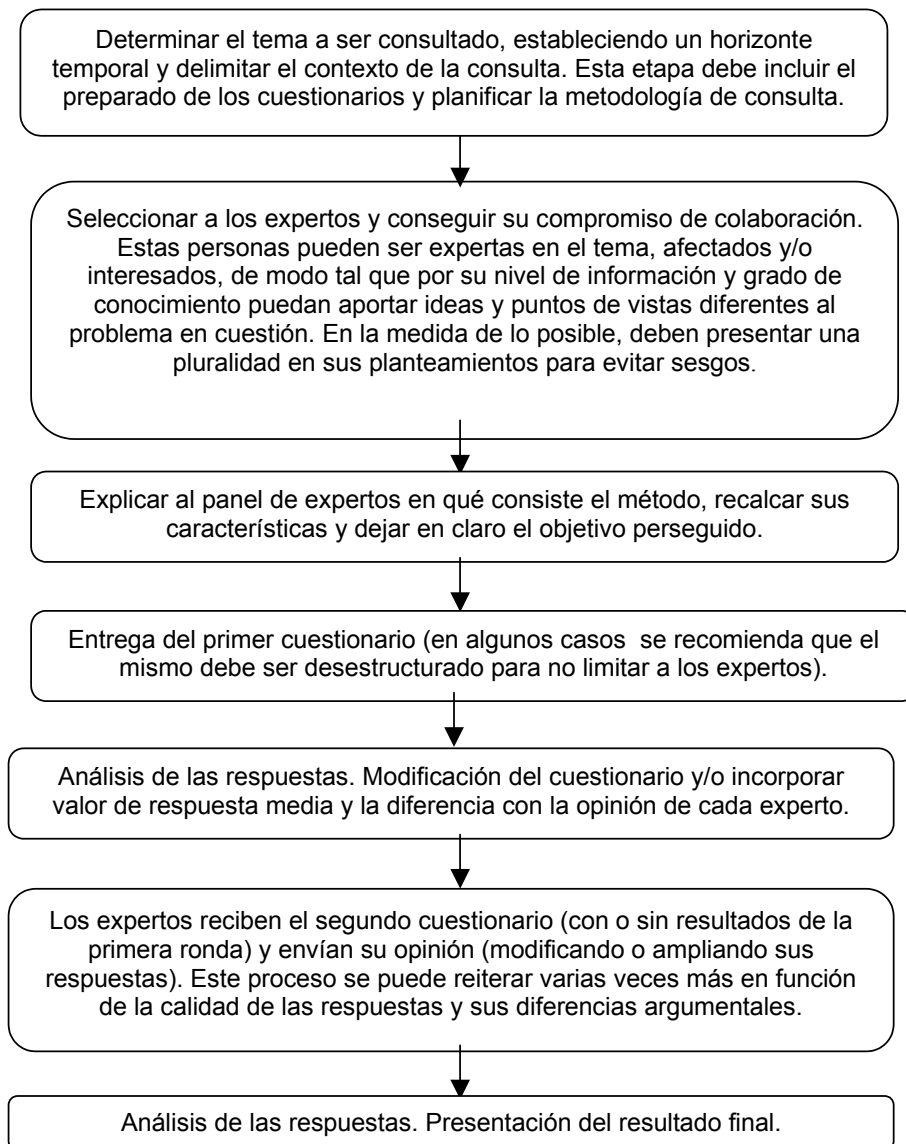 Determinar el tema a ser consultado, estableciendo un horizonte
temporal y delimitar el contexto de la consulta. Esta etapa debe incluir el
preparado de los cuestionarios y planificar la metodología de consulta.
Seleccionar a los expertos y conseguir su compromiso de colaboración.
Estas personas pueden ser expertas en el tema, afectados y/o
interesados, de modo tal que por su nivel de información y grado de
conocimiento puedan aportar ideas y puntos de vistas diferentes al
problema en cuestión. En la medida de lo posible, deben presentar una
pluralidad en sus planteamientos para evitar sesgos.
Explicar al panel de expertos en qué consiste el método, recalcar sus
características y dejar en claro el objetivo perseguido.
Entrega del primer cuestionario (en algunos casos se recomienda que el
mismo debe ser desestructurado para no limitar a los expertos).
Análisis de las respuestas. Modificación del cuestionario y/o incorporar
valor de respuesta media y la diferencia con la opinión de cada experto.
Los expertos reciben el segundo cuestionario (con o sin resultados de la
primera ronda) y envían su opinión (modificando o ampliando sus
respuestas). Este proceso se puede reiterar varias veces más en función
de la calidad de las respuestas y sus diferencias argumentales.
Análisis de las respuestas. Presentación del resultado final.